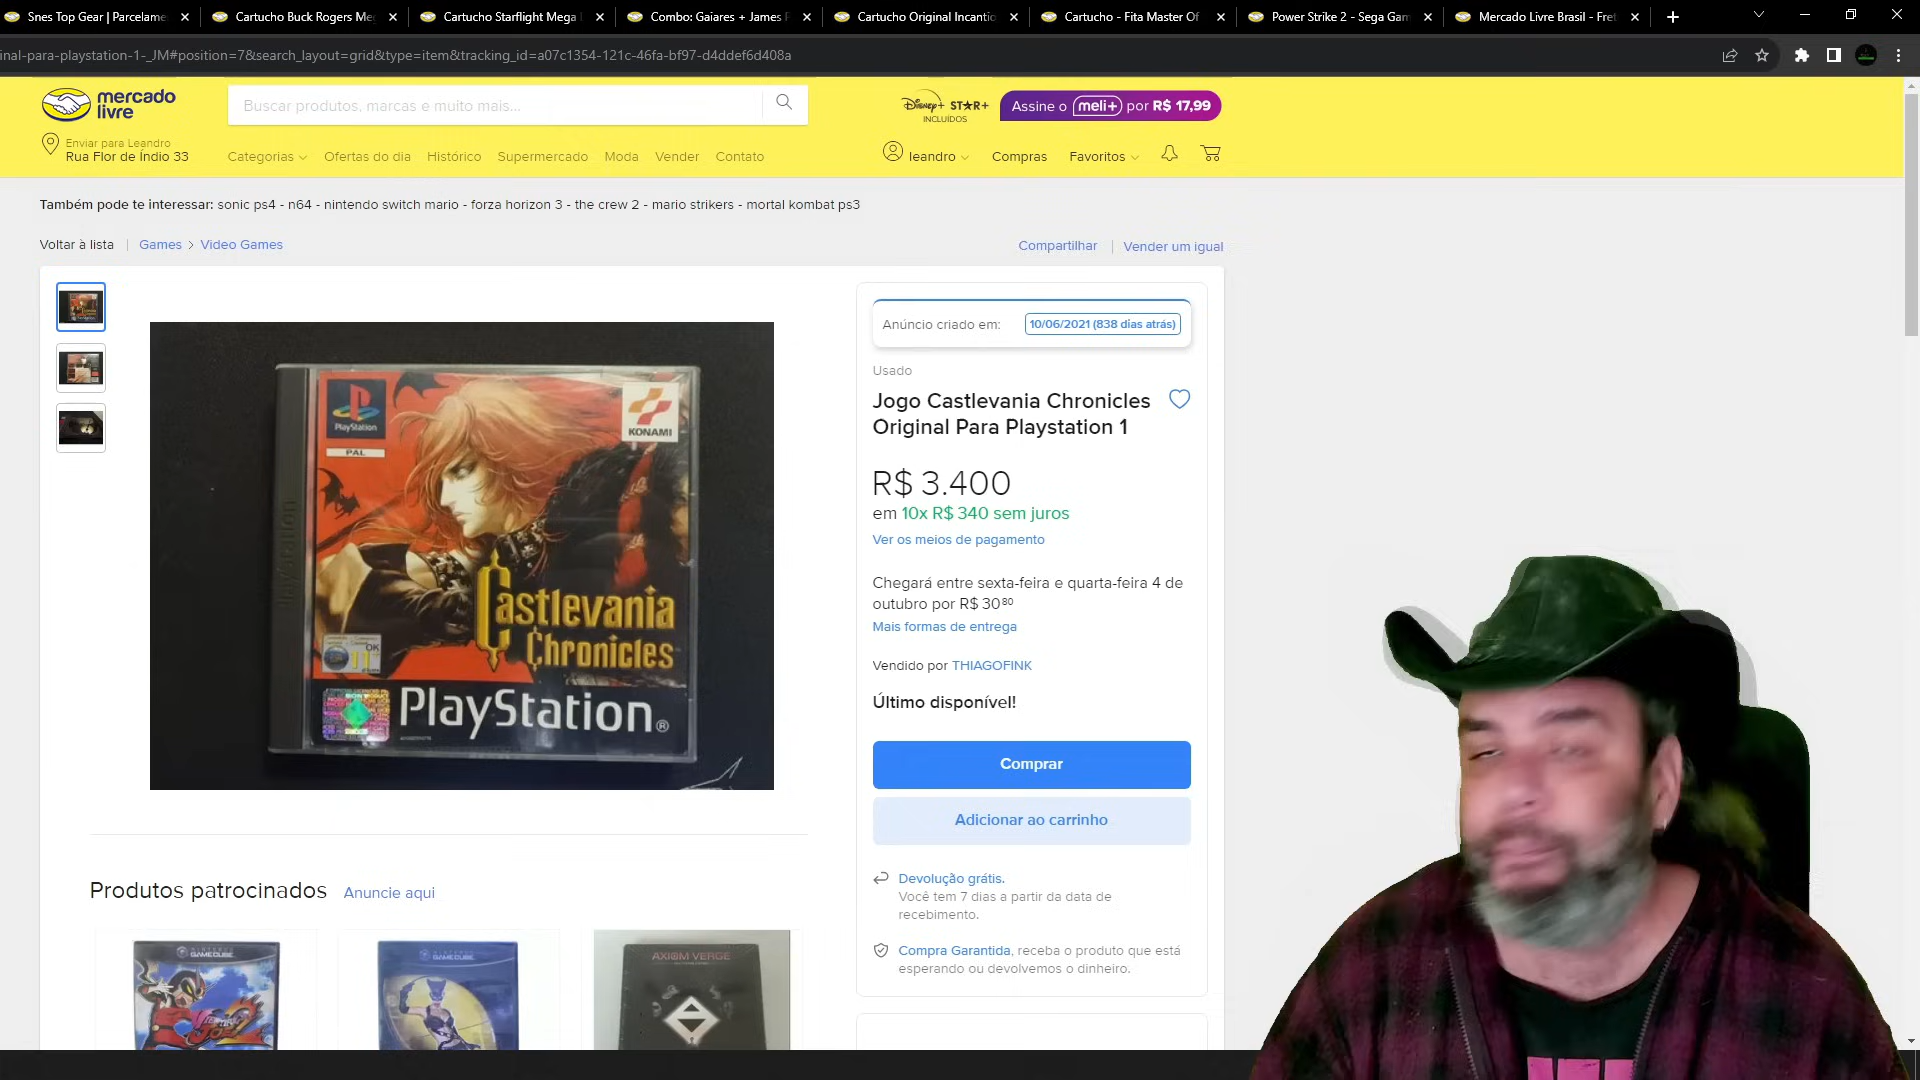 Snes Top Gear | Parcelame
Cartucho Buck Rogers Me
Cartucho Starflight Mega
Combo: Gaiares + James P
Cartucho Original Incantio
Cartucho - Fita Master Of
Power Strike 2 - Sega Gam
Mercado Livre Brasil - Fret
inal-para-playstation-1-_JM#position=7&search_layout=grid&type=item&tracking_id=a07c1354-121c-46fa-bf97-d4ddef6d408a
mercado
livre
Buscar produtos, marcas e muito mais...
Disney+ STAR+
INCLUÍDOS
Assine o meli+ por R$ 17,99
Enviar para Leandro
Rua Flor de Índio 33
Categorias
Ofertas do dia
Histórico
Supermercado
Moda
Vender
Contato
leandro
Compras
Favoritos
Também pode te interessar: sonic ps4 - n64 - nintendo switch mario - forza horizon 3 - the crew 2 - mario strikers - mortal kombat ps3
Voltar à lista
Games > Video Games
Compartilhar
Vender um igual
PlayStation
PAL
KONAMI
Castlevania
Chronicles
11
OK
PlayStation®
PlayStation
Anúncio criado em:
10/06/2021 (838 dias atrás)
Usado
Jogo Castlevania Chronicles
Original Para Playstation 1
R$ 3.400
em 10x R$ 340 sem juros
Ver os meios de pagamento
Chegará entre sexta-feira e quarta-feira 4 de
outubro por R$ 30 80
Mais formas de entrega
Vendido por THIAGOFINK
Último disponível!
Comprar
Adicionar ao carrinho
Devolução grátis.
Você tem 7 dias a partir da data de
recebimento.
Compra Garantida, receba o produto que está
esperando ou devolvemos o dinheiro.
Produtos patrocinados
Anuncie aqui
NINTENDO
GAMECUBE
NINTENDO
GAMECUBE
AXIOM VERGE